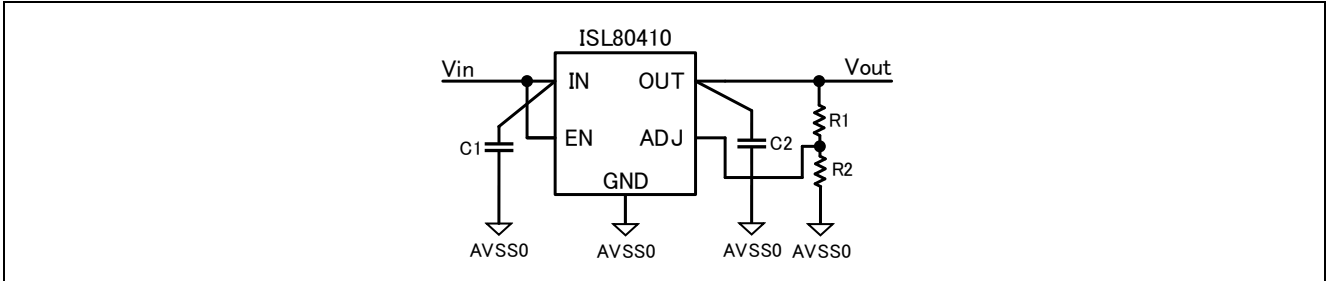 ISL80410
Vin
IN
OUT
Vout
R1
C1
EN
ADJ
C2
R2
GND
AVSS0
AVSS0
AVSS0
AVSS0